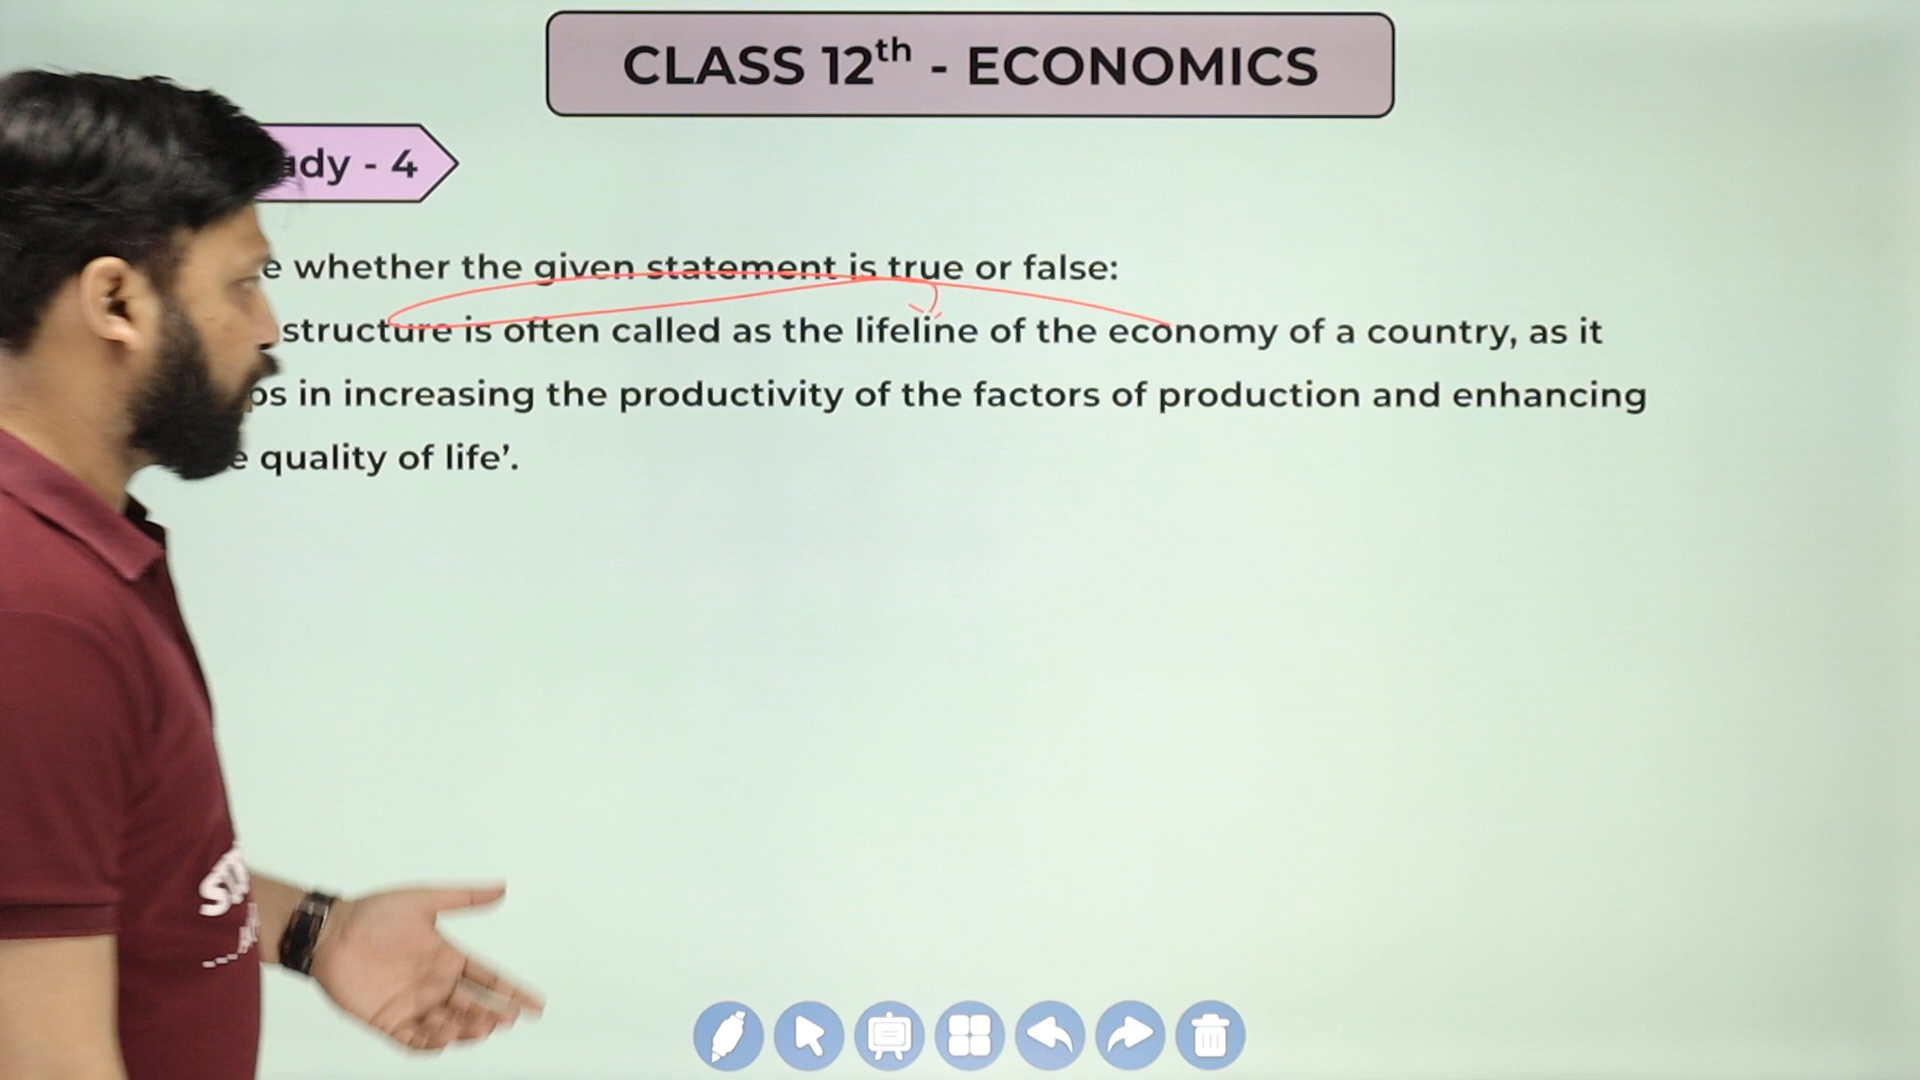 CLASS 12th - ECONOMICS
dy - 4
e whether the given statement is true or false:
structure is often called as the lifeline of the economy of a country, as it
ps in increasing the productivity of the factors of production and enhancing
e quality of life’.